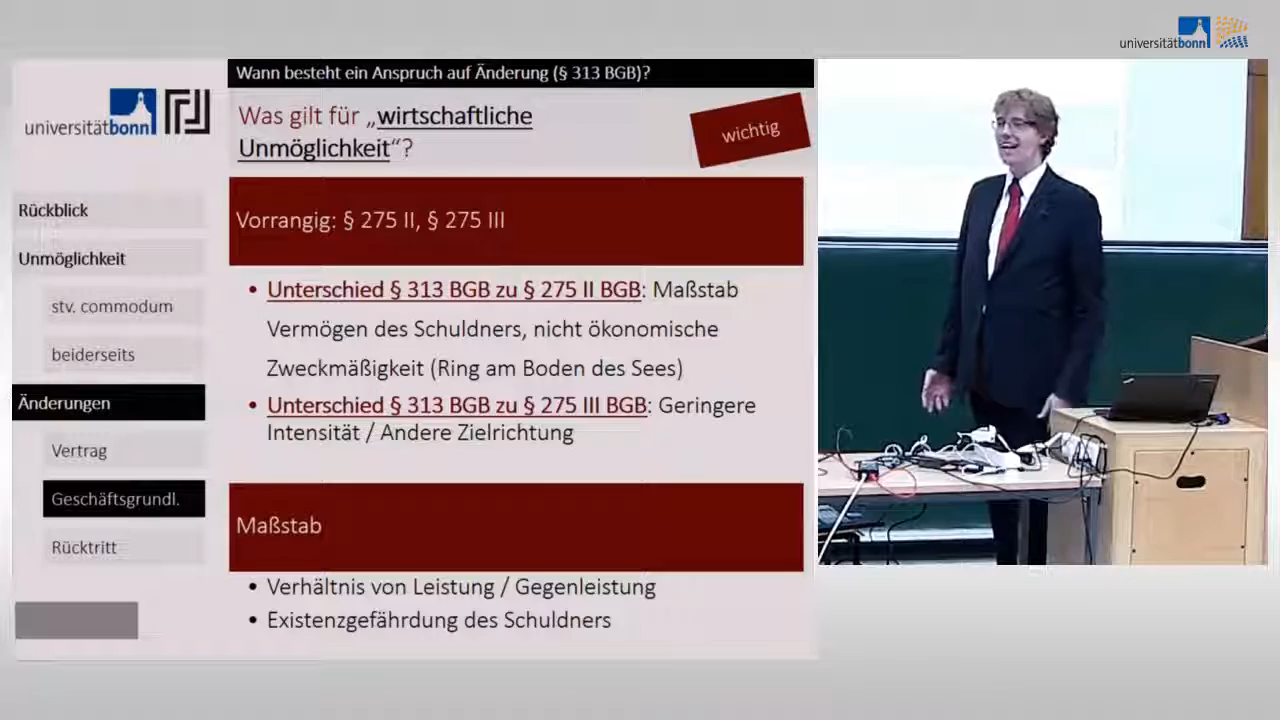 universitätbonn
universitätbonn
Wann besteht ein Anspruch auf Änderung (§ 313 BGB)?
Was gilt für „wirtschaftliche
Unmöglichkeit“?
wichtig
Rückblick
Unmöglichkeit
stv. commodum
beiderseits
Änderungen
Vertrag
Geschäftsgrundl.
Rücktritt
Vorrangig: § 275 II, § 275 III
• Unterschied § 313 BGB zu § 275 II BGB: Maßstab
Vermögen des Schuldners, nicht ökonomische
Zweckmäßigkeit (Ring am Boden des Sees)
• Unterschied § 313 BGB zu § 275 III BGB: Geringere
Intensität / Andere Zielrichtung
Maßstab
• Verhältnis von Leistung / Gegenleistung
• Existenzgefährdung des Schuldners